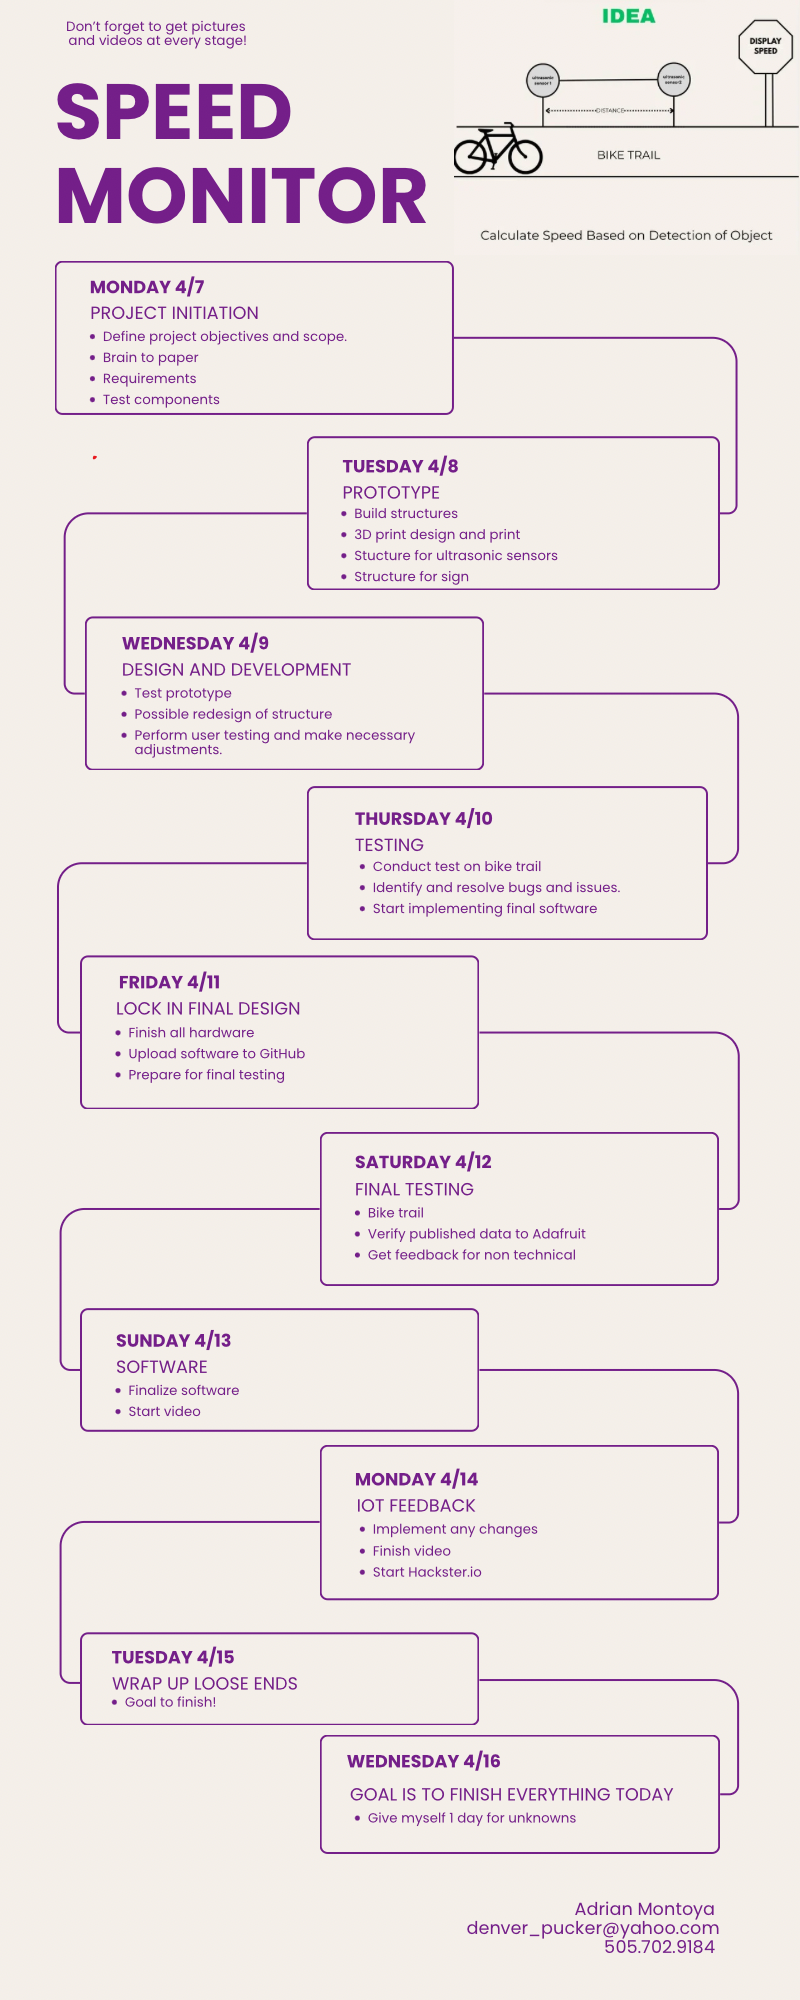 Don't forget to get pictures
and videos at every stage!
SPEED
MONITOR
IDEA
DISPLAY
SPEED
ultrasonic
sensor 1
ultrasonic
sensor 2
DISTANCE
BIKE TRAIL
Calculate Speed Based on Detection of Object
MONDAY 4/7
PROJECT INITIATION
Define project objectives and scope.
Brain to paper
Requirements
Test components
TUESDAY 4/8
PROTOTYPE
Build structures
3D print design and print
Stucture for ultrasonic sensors
Structure for sign
WEDNESDAY 4/9
DESIGN AND DEVELOPMENT
Test prototype
Possible redesign of structure
Perform user testing and make necessary
adjustments.
THURSDAY 4/10
TESTING
Conduct test on bike trail
Identify and resolve bugs and issues.
Start implementing final software
FRIDAY 4/11
LOCK IN FINAL DESIGN
Finish all hardware
Upload software to GitHub
Prepare for final testing
SATURDAY 4/12
FINAL TESTING
Bike trail
Verify published data to Adafruit
Get feedback for non technical
SUNDAY 4/13
SOFTWARE
Finalize software
Start video
MONDAY 4/14
IOT FEEDBACK
Implement any changes
Finish video
Start Hackster.io
TUESDAY 4/15
WRAP UP LOOSE ENDS
Goal to finish!
WEDNESDAY 4/16
GOAL IS TO FINISH EVERYTHING TODAY
Give myself 1 day for unknowns
Adrian Montoya
denver_pucker@yahoo.com
505.702.9184